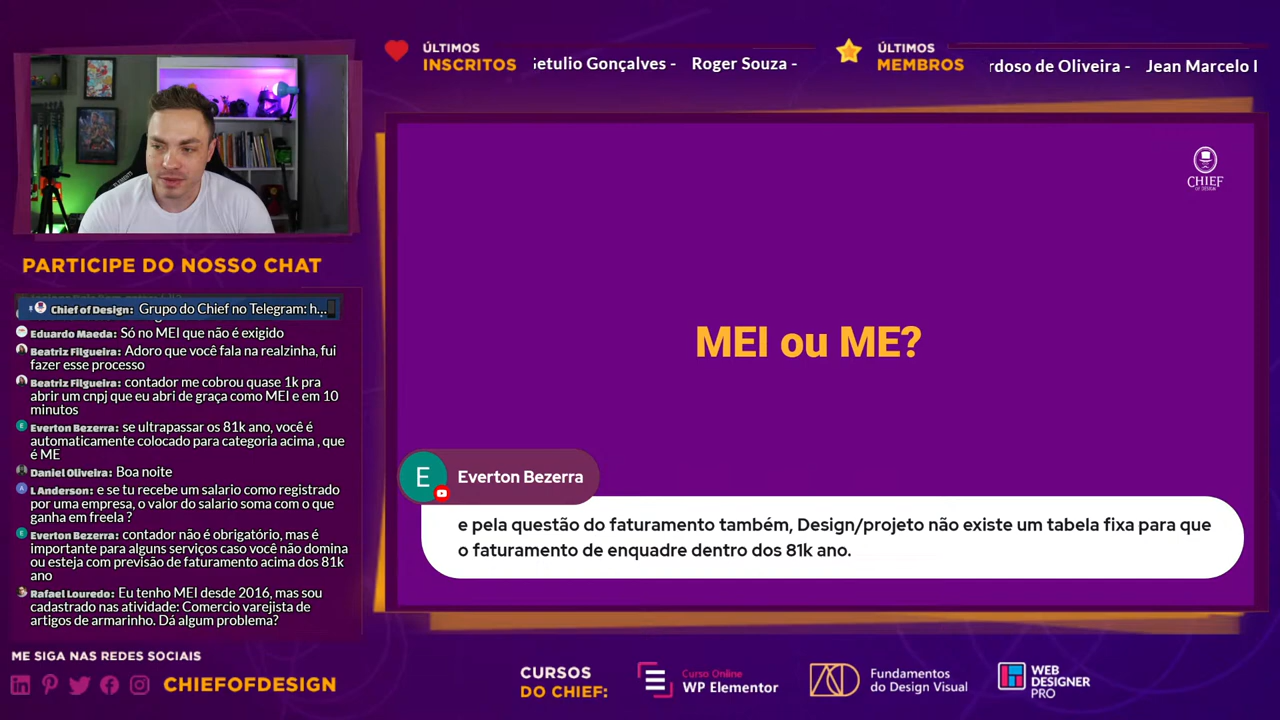 ÚLTIMOS
INSCRITOS
Getulio Gonçalves -
Roger Souza -
ÚLTIMOS
MEMBROS
rdoso de Oliveira -
Jean Marcelo
CHIEF
OF DESIGN
MEI ou ME?
E
Everton Bezerra
e pela questão do faturamento também, Design/projeto não existe um tabela fixa para que
o faturamento de enquadre dentro dos 81k ano.
PARTICIPE DO NOSSO CHAT
Chief of Design: Grupo do Chief no Telegram: h...
Eduardo Maeda: Só no MEI que não é exigido
Beatriz Filgueira: Adoro que você fala na realzinha, fui
fazer esse processo
Beatriz Filgueira: contador me cobrou quase 1k pra
abrir um cnpj que eu abri de graça como MEI e em 10
minutos
E Everton Bezerra: se ultrapassar os 81k ano, você é
automaticamente colocado para categoria acima , que
é ME
Daniel Oliveira: Boa noite
L Anderson: e se tu recebe um salario como registrado
por uma empresa, o valor do salario soma com o que
ganha em freela ?
E Everton Bezerra: contador não é obrigatório, mas é
importante para alguns serviços caso você não domina
ou esteja com previsão de faturamento acima dos 81k
ano
Rafael Louredo: Eu tenho MEI desde 2016, mas sou
cadastrado nas atividade: Comercio varejista de
artigos de armarinho. Dá algum problema?
ME SIGA NAS REDES SOCIAIS
CHIEFOFDESIGN
CURSOS
DO CHIEF:
Curso Online
WP Elementor
Fundamentos
do Design Visual
WEB
DESIGNER
PRO